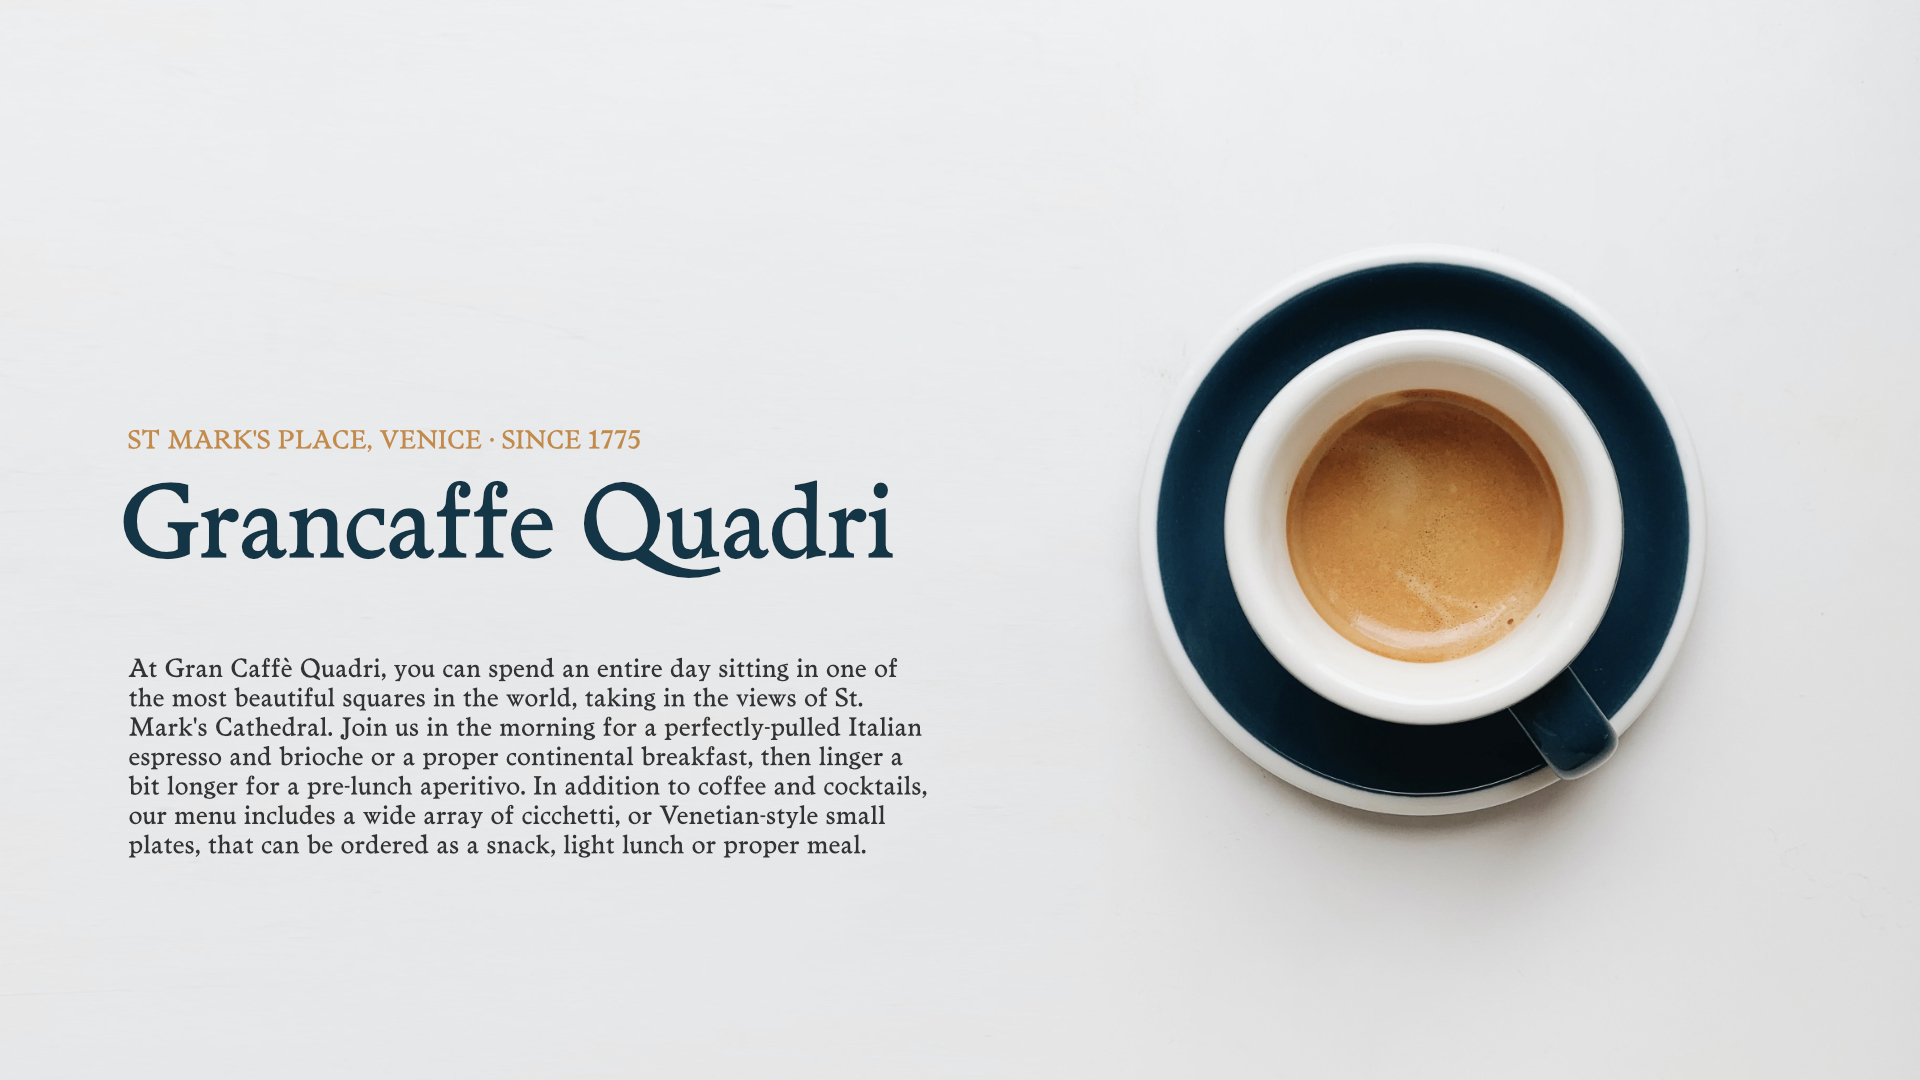 ST MARK'S PLACE, VENICE · SINCE 1775
Grancaffe Quadri
At Gran Caffè Quadri, you can spend an entire day sitting in one of
the most beautiful squares in the world, taking in the views of St.
Mark's Cathedral. Join us in the morning for a perfectly-pulled Italian
espresso and brioche or a proper continental breakfast, then linger a
bit longer for a pre-lunch aperitivo. In addition to coffee and cocktails,
our menu includes a wide array of cicchetti, or Venetian-style small
plates, that can be ordered as a snack, light lunch or proper meal.